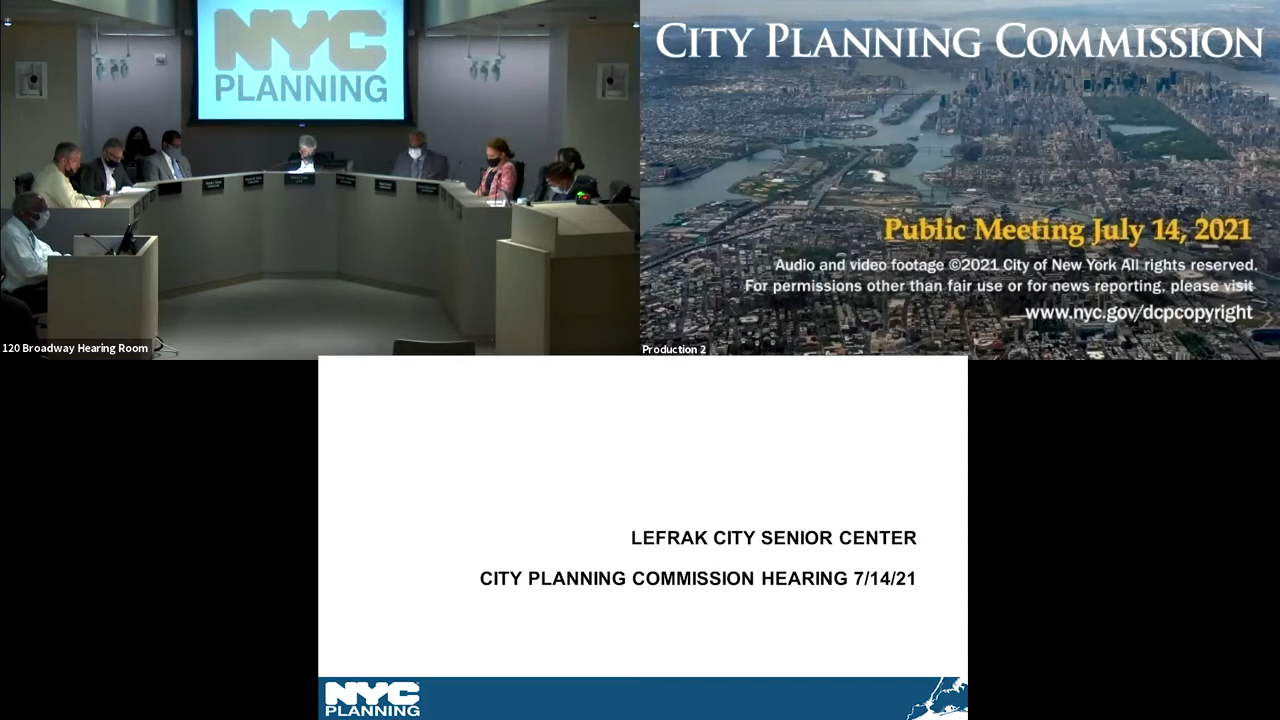 NYC
PLANNING
120 Broadway Hearing Room
CITY PLANNING COMMISSION
Public Meeting July 14, 2021
Audio and video footage ©2021 City of New York All rights reserved.
For permissions other than fair use or for news reporting, please visit
www.nyc.gov/dcpcopyright
Production 2
LEFRAK CITY SENIOR CENTER
CITY PLANNING COMMISSION HEARING 7/14/21
NYC
PLANNING